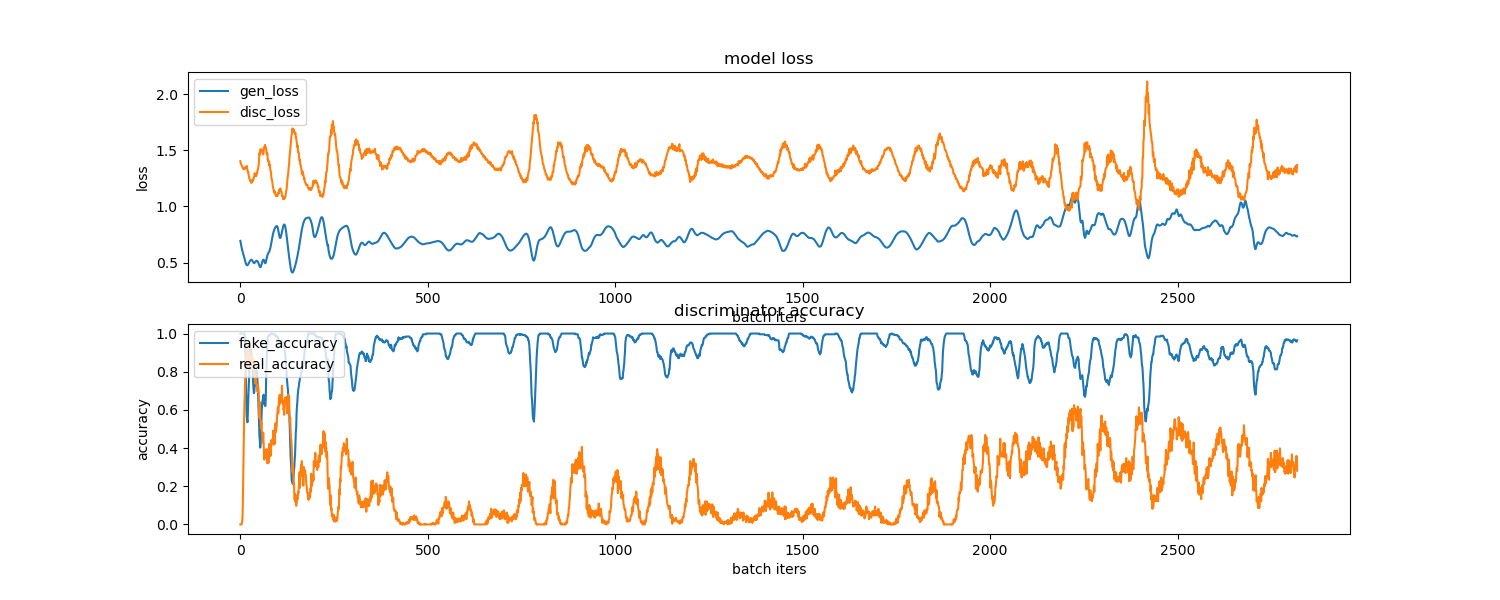 model loss
gen_loss
disc_loss
2.0
1.5
1.0
0.5
loss
0 500 1000 1500 2000 2500
batch iters
discriminator accuracy
fake_accuracy
real_accuracy
1.0
0.8
0.6
0.4
0.2
0.0
accuracy
0 500 1000 1500 2000 2500
batch iters